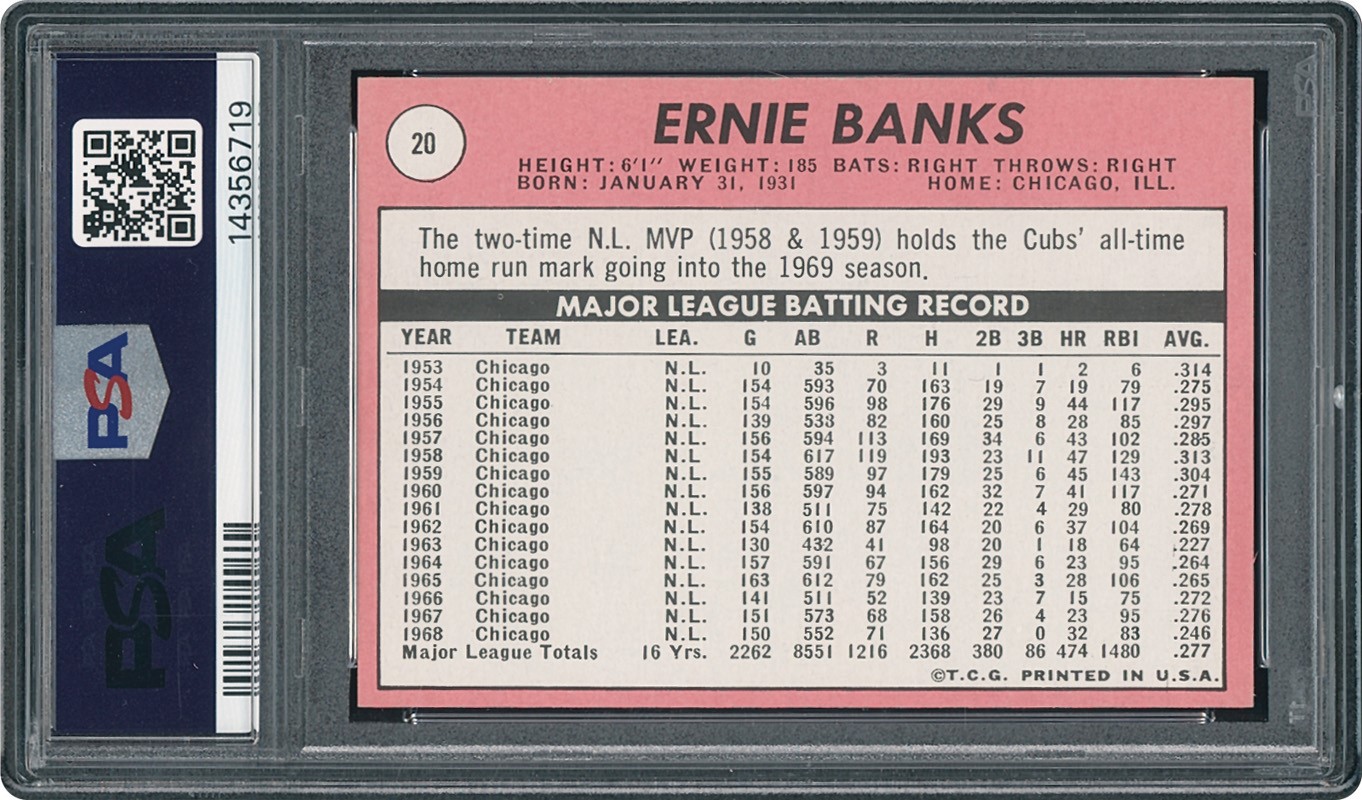 14356719
PSA
PSA
20
ERNIE BANKS
HEIGHT: 6'1" WEIGHT: 185 BATS: RIGHT THROWS: RIGHT
BORN: JANUARY 31, 1931 HOME: CHICAGO, ILL.
The two-time N.L. MVP (1958 & 1959) holds the Cubs' all-time
home run mark going into the 1969 season.
MAJOR LEAGUE BATTING RECORD
YEAR TEAM LEA. G AB R H 2B 3B HR RBI AVG.
1953 Chicago N.L. 10 35 3 11 1 1 2 6 .314
1954 Chicago N.L. 154 593 70 163 19 7 19 79 .275
1955 Chicago N.L. 154 596 98 176 29 9 44 117 .295
1956 Chicago N.L. 139 538 82 160 25 8 28 85 .297
1957 Chicago N.L. 156 594 113 169 34 6 43 102 .285
1958 Chicago N.L. 154 617 119 193 23 11 47 129 .313
1959 Chicago N.L. 155 589 97 179 25 6 45 143 .304
1960 Chicago N.L. 156 597 94 162 32 7 41 117 .271
1961 Chicago N.L. 138 511 75 142 22 4 29 80 .278
1962 Chicago N.L. 154 610 87 164 20 6 37 104 .269
1963 Chicago N.L. 130 432 41 98 20 1 18 64 .227
1964 Chicago N.L. 157 591 67 156 29 6 23 95 .264
1965 Chicago N.L. 163 612 79 162 25 3 28 106 .265
1966 Chicago N.L. 141 511 52 139 23 7 15 75 .272
1967 Chicago N.L. 151 573 68 158 26 4 23 95 .276
1968 Chicago N.L. 150 552 71 136 27 0 32 83 .246
Major League Totals 16 Yrs. 2262 8551 1216 2368 380 86 474 1480 .277
©T.C.G. PRINTED IN U.S.A.
PSA